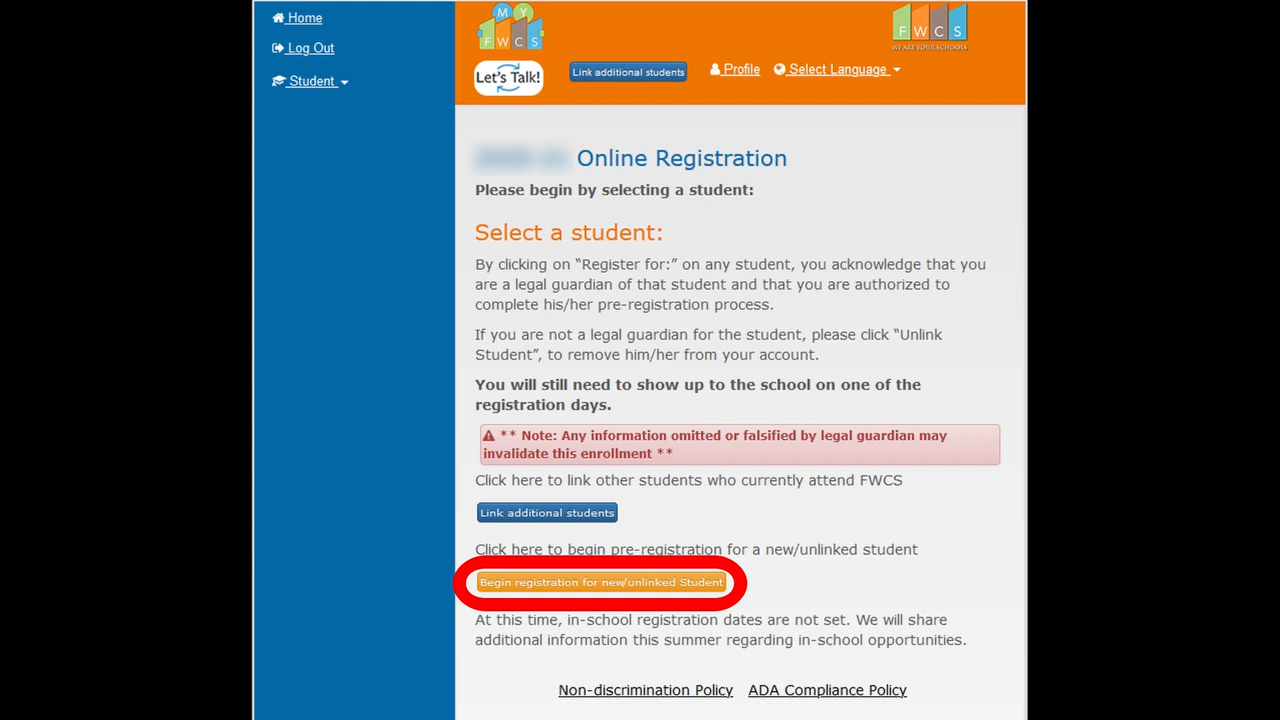 Home
Log Out
Student
MY
FWCS
FWCS
WE ARE YOUR SCHOOLS
Let's Talk!
Link additional students
Profile
Select Language
Online Registration
Please begin by selecting a student:
Select a student:
By clicking on “Register for:” on any student, you acknowledge that you
are a legal guardian of that student and that you are authorized to
complete his/her pre-registration process.
If you are not a legal guardian for the student, please click “Unlink
Student”, to remove him/her from your account.
You will still need to show up to the school on one of the
registration days.
** Note: Any information omitted or falsified by legal guardian may
invalidate this enrollment **
Click here to link other students who currently attend FWCS
Link additional students
Click here to begin pre-registration for a new/unlinked student
Begin registration for new/unlinked Student
At this time, in-school registration dates are not set. We will share
additional information this summer regarding in-school opportunities.
Non-discrimination Policy ADA Compliance Policy